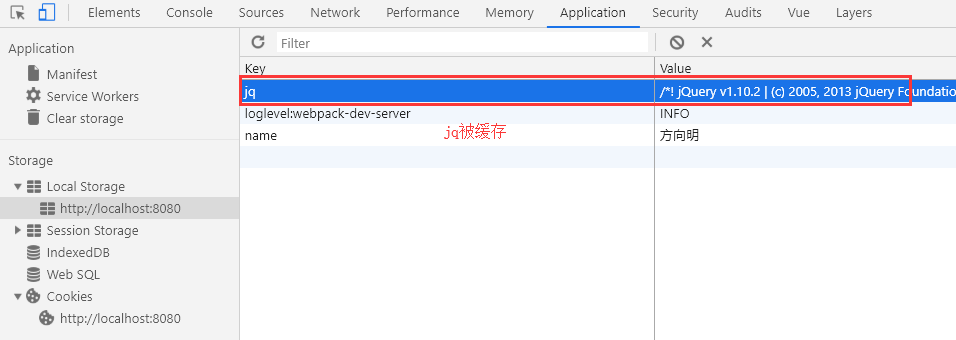 Elements Console Sources Network Performance Memory Application Security Audits Vue Layers
Application
Manifest
Service Workers
Clear storage
Storage
Local Storage
http://localhost:8080
Session Storage
IndexedDB
Web SQL
Cookies
http://localhost:8080
Filter
Key Value
jq /*! jQuery v1.10.2 | (c) 2005, 2013 jQuery Foundatio
loglevel:webpack-dev-server INFO
name 方向明
jq被缓存